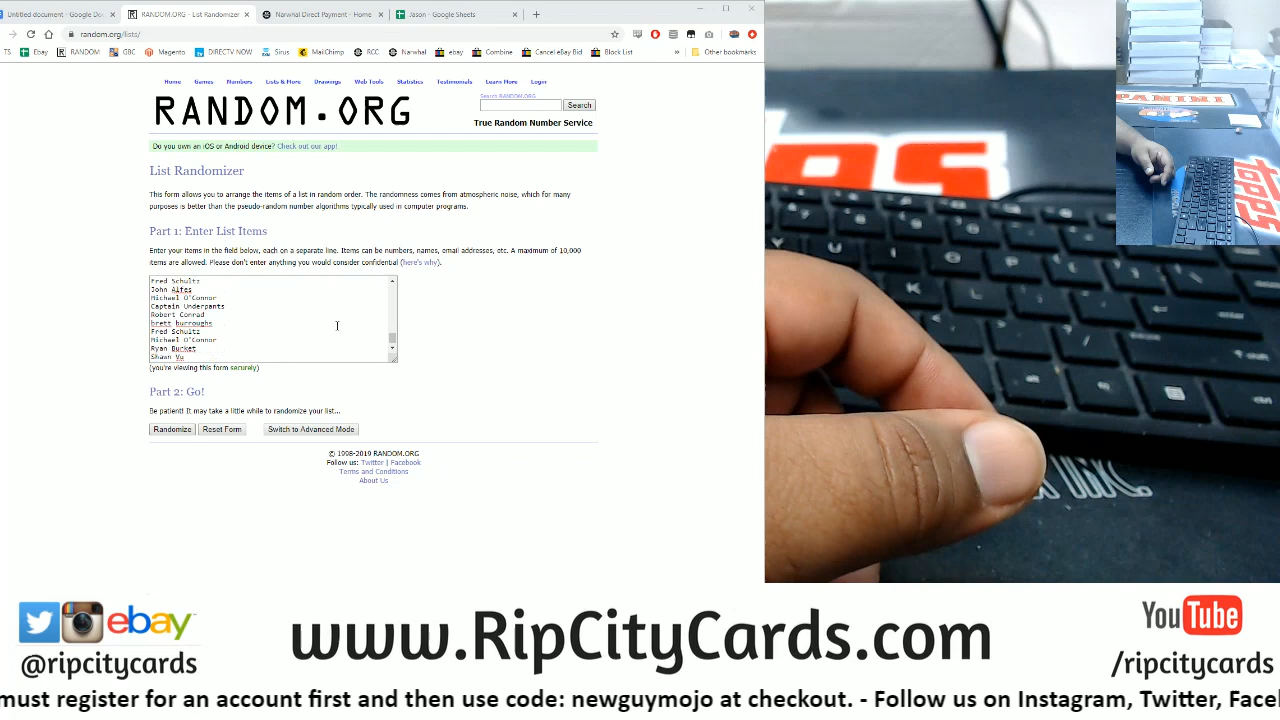 Untitled document - Google Doc
RANDOM.ORG - List Randomizer
Narwhal Direct Payment - Home
Jason - Google Sheets
random.org/lists/
TS Ebay RANDOM GBC Magento DIRECTV NOW Sirus MailChimp RCC Narwhal ebay Combine Cancel eBay Bid Block List » Other bookmarks
Home Games Numbers Lists & More Drawings Web Tools Statistics Testimonials Learn More Login
Search RANDOM.ORG
RANDOM.ORG
Search
True Random Number Service
Do you own an iOS or Android device? Check out our app!
List Randomizer
This form allows you to arrange the items of a list in random order. The randomness comes from atmospheric noise, which for many
purposes is better than the pseudo-random number algorithms typically used in computer programs.
Part 1: Enter List Items
Enter your items in the field below, each on a separate line. Items can be numbers, names, email addresses, etc. A maximum of 10,000
items are allowed. Please don't enter anything you would consider confidential (here's why).
Fred Schultz
John Alfes
Michael O'Connor
Captain Underpants
Robert Conrad
brett burroughs
Fred Schultz
Michael O'Connor
Ryan Burket
Shawn Vu
(you're viewing this form securely)
Part 2: Go!
Be patient! It may take a little while to randomize your list...
Randomize
Reset Form
Switch to Advanced Mode
© 1998-2019 RANDOM.ORG
Follow us: Twitter | Facebook
Terms and Conditions
About Us
PANINI
TOPPS
U I
K L
ebay
@ripcitycards
www.RipCityCards.com
YouTube
/ripcitycards
must register for an account first and then use code: newguymojo at checkout. - Follow us on Instagram, Twitter, Face